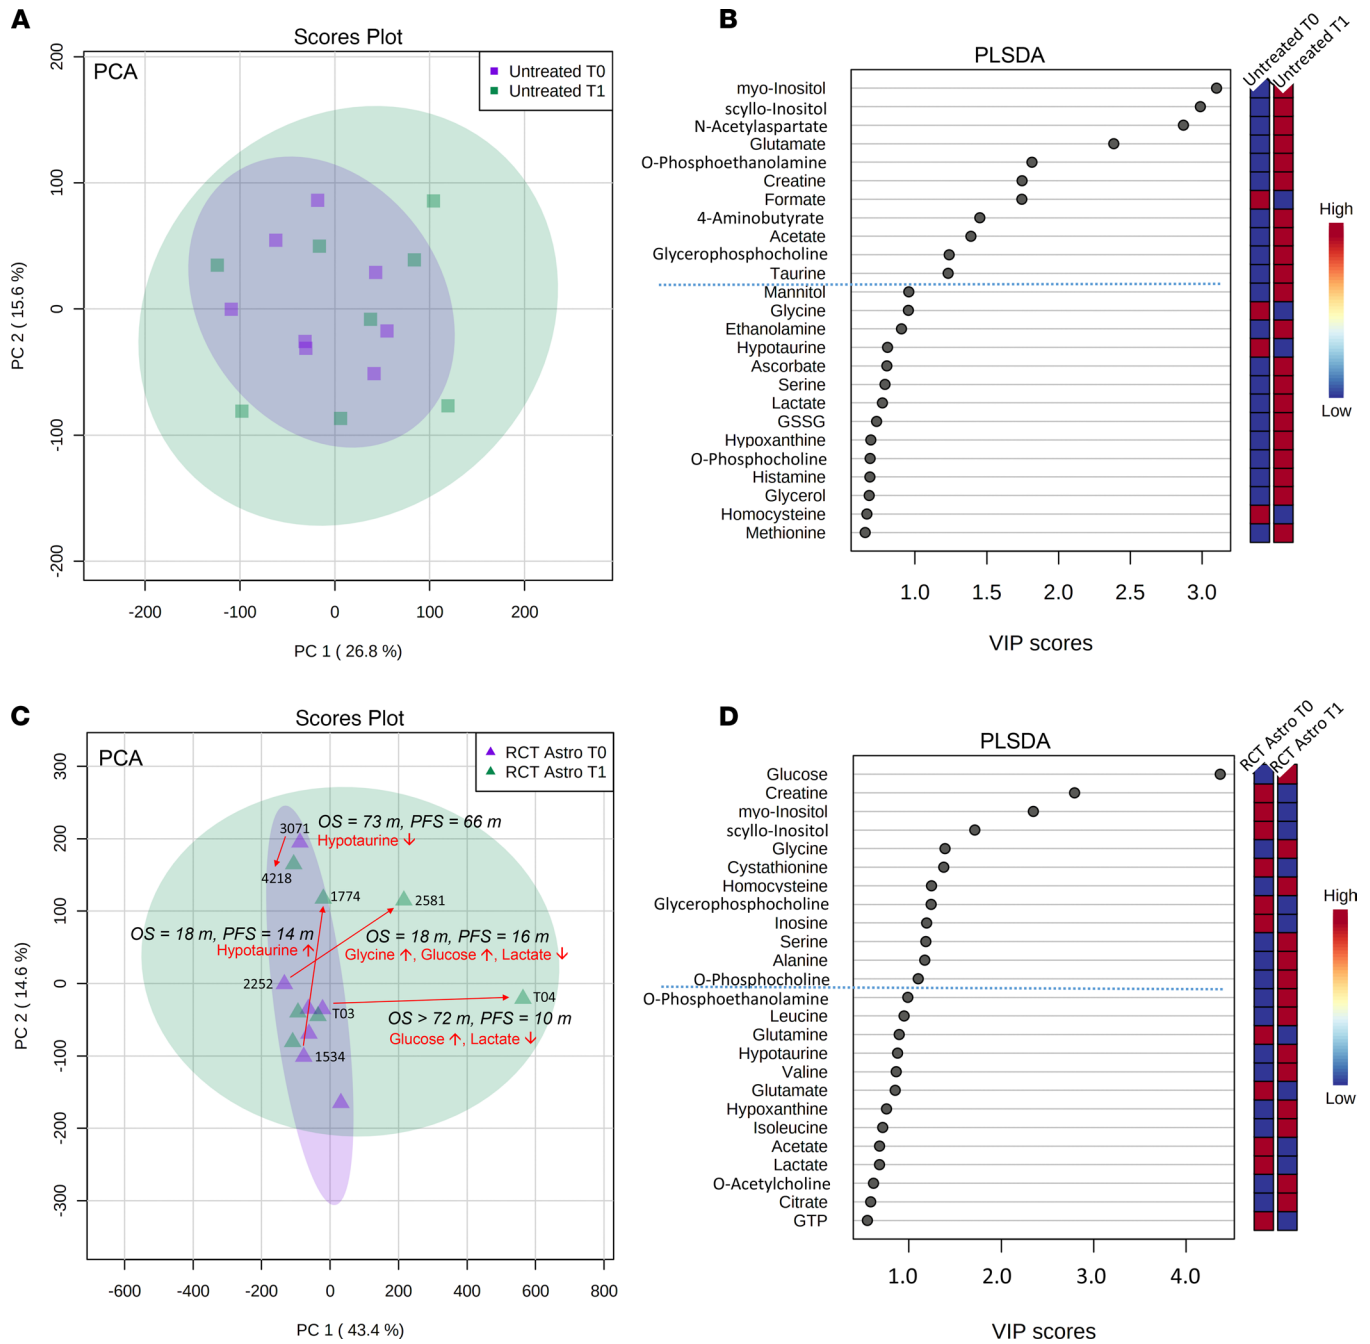 A
Scores Plot
PCA
Untreated T0
Untreated T1
200
100
0
-100
-200
PC 2 ( 15.6 %)
-200
-100
0
100
200
PC 1 ( 26.8 %)
B
PLSDA
Untreated T0
Untreated T1
myo-Inositol
scyllo-Inositol
N-Acetylaspartate
Glutamate
O-Phosphoethanolamine
Creatine
Formate
4-Aminobutyrate
Acetate
Glycerophosphocholine
Taurine
Mannitol
Glycine
Ethanolamine
Hypotaurine
Ascorbate
Serine
Lactate
GSSG
Hypoxanthine
O-Phosphocholine
Histamine
Glycerol
Homocysteine
Methionine
High
Low
1.0
1.5
2.0
2.5
3.0
VIP scores
C
Scores Plot
PCA
RCT Astro T0
RCT Astro T1
300
200
100
0
-100
-200
-300
PC 2 ( 14.6 %)
3071
OS = 73 m, PFS = 66 m
Hypotaurine ↓
4218
1774
2581
OS = 18 m, PFS = 14 m
Hypotaurine ↑
OS = 18 m, PFS = 16 m
Glycine ↑, Glucose ↑, Lactate ↓
2252
T04
T03
OS > 72 m, PFS = 10 m
Glucose ↑, Lactate ↓
1534
-600
-400
-200
0
200
400
600
800
PC 1 ( 43.4 %)
D
PLSDA
RCT Astro T0
RCT Astro T1
Glucose
Creatine
myo-Inositol
scyllo-Inositol
Glycine
Cystathionine
Homocysteine
Glycerophosphocholine
Inosine
Serine
Alanine
O-Phosphocholine
O-Phosphoethanolamine
Leucine
Glutamine
Hypotaurine
Valine
Glutamate
Hypoxanthine
Isoleucine
Acetate
Lactate
O-Acetylcholine
Citrate
GTP
High
Low
1.0
2.0
3.0
4.0
VIP scores